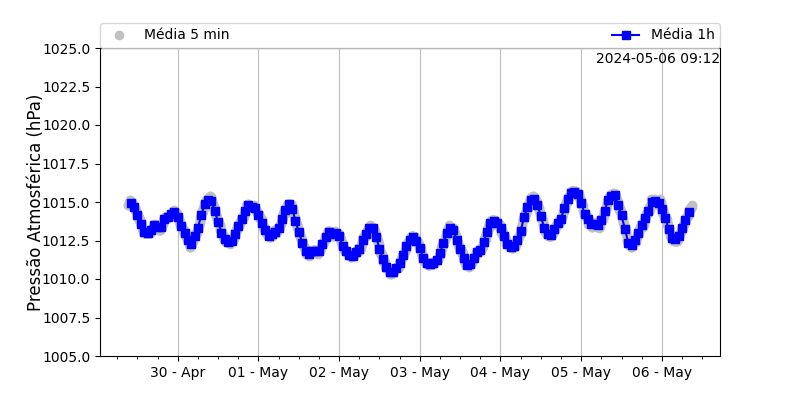 Média 5 min
Média 1h
2024-05-06 09:12
Pressão Atmosférica (hPa)
1025.0
1022.5
1020.0
1017.5
1015.0
1012.5
1010.0
1007.5
1005.0
30 - Apr
01 - May
02 - May
03 - May
04 - May
05 - May
06 - May